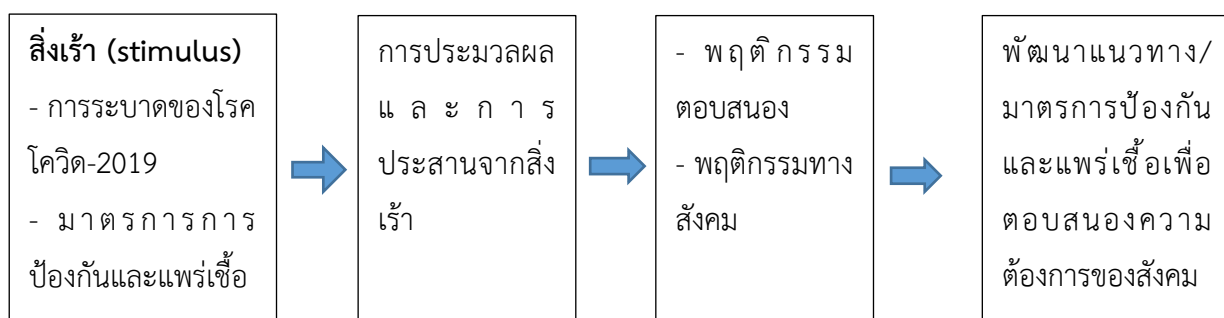 สิ่งเร้า (stimulus)
- การระบาดของโรค
โควิด-2019
- มาตรการการ
ป้องกันและแพร่เชื้อ
การประมวลผล
และการ
ประสานจากสิ่ง
เร้า
- พฤติกรรม
ตอบสนอง
- พฤติกรรมทาง
สังคม
พัฒนาแนวทาง/
มาตรการป้องกัน
และแพร่เชื้อเพื่อ
ตอบสนองความ
ต้องการของสังคม